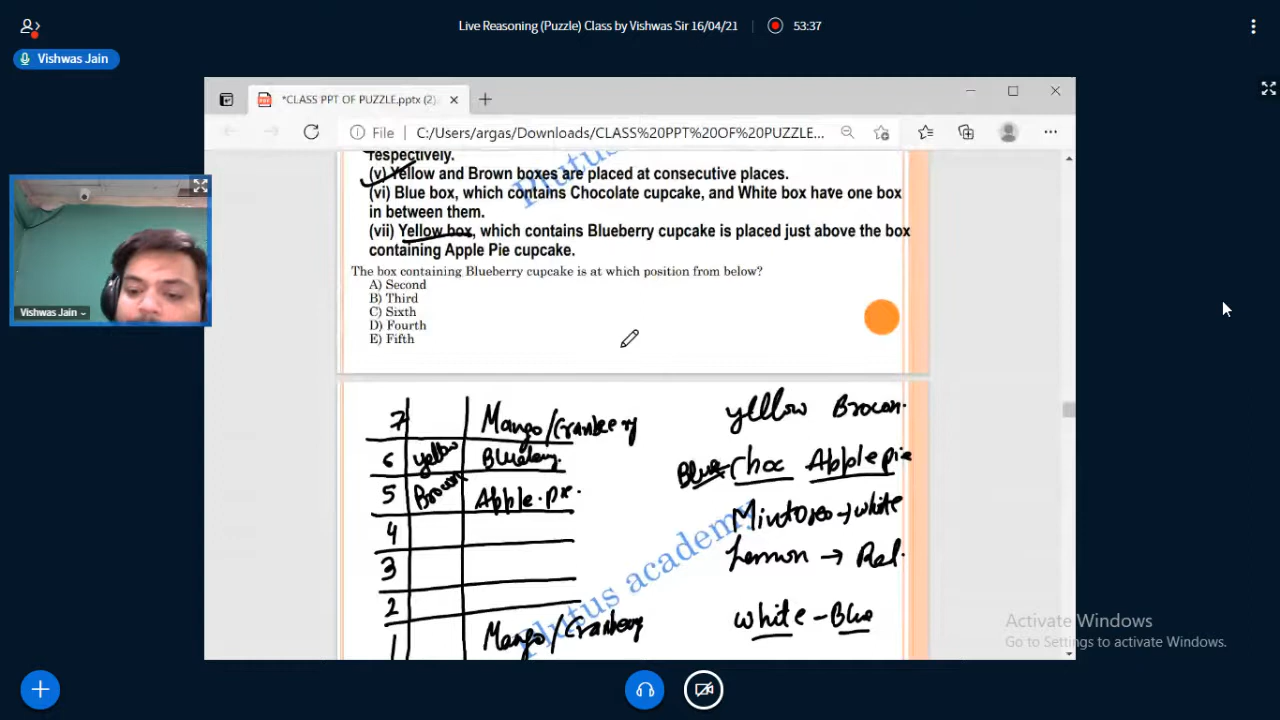 Live Reasoning (Puzzle) Class by Vishwas Sir 16/04/21
53:37
Vishwas Jain
*CLASS PPT OF PUZZLE.pptx (2)
File
C:/Users/argas/Downloads/CLASS%20PPT%20OF%20PUZZLE...
respectively.
(v) Yellow and Brown boxes are placed at consecutive places.
(vi) Blue box, which contains Chocolate cupcake, and White box have one box
in between them.
(vii) Yellow box, which contains Blueberry cupcake is placed just above the box
containing Apple Pie cupcake.
The box containing Blueberry cupcake is at which position from below?
A) Second
B) Third
C) Sixth
D) Fourth
E) Fifth
Vishwas Jain
7 Mango/Cranberry
6 yellow Blueberry.
5 Brown Apple.pie.
4
3
2
1 Mango/Cranberry
yellow Brown.
Blue Choc Apple pie
Mintoreo → white
Lemon → Red.
white - Blue
Plutus
Plutus academy
Activate Windows
Go to Settings to activate Windows.